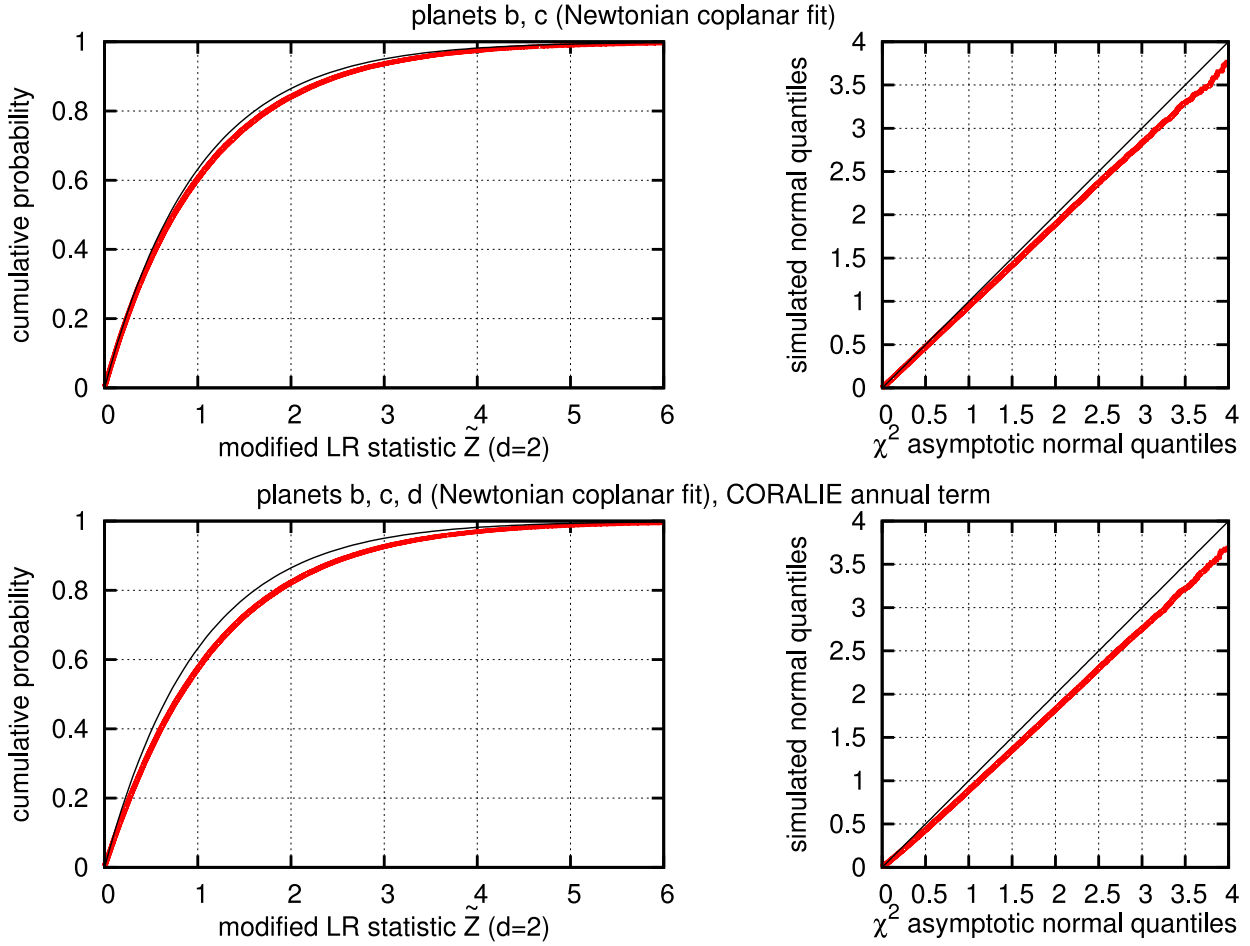 planets b, c (Newtonian coplanar fit)
cumulative probability
1
0.8
0.6
0.4
0.2
0
0 1 2 3 4 5 6
modified LR statistic Z̃ (d=2)
simulated normal quantiles
4
3.5
3
2.5
2
1.5
1
0.5
0
0 0.5 1 1.5 2 2.5 3 3.5 4
χ² asymptotic normal quantiles
planets b, c, d (Newtonian coplanar fit), CORALIE annual term
cumulative probability
1
0.8
0.6
0.4
0.2
0
0 1 2 3 4 5 6
modified LR statistic Z̃ (d=2)
simulated normal quantiles
4
3.5
3
2.5
2
1.5
1
0.5
0
0 0.5 1 1.5 2 2.5 3 3.5 4
χ² asymptotic normal quantiles